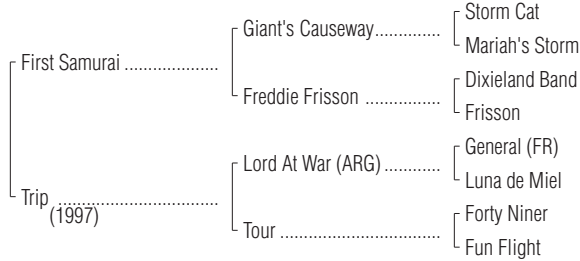 Storm Cat
Giant's Causeway..............
Mariah's Storm
First Samurai ....................
Dixieland Band
Freddie Frisson ................
Frisson
General (FR)
Lord At War (ARG) ............
Luna de Miel
Trip ..................................
(1997)
Forty Niner
Tour ..................................
Fun Flight